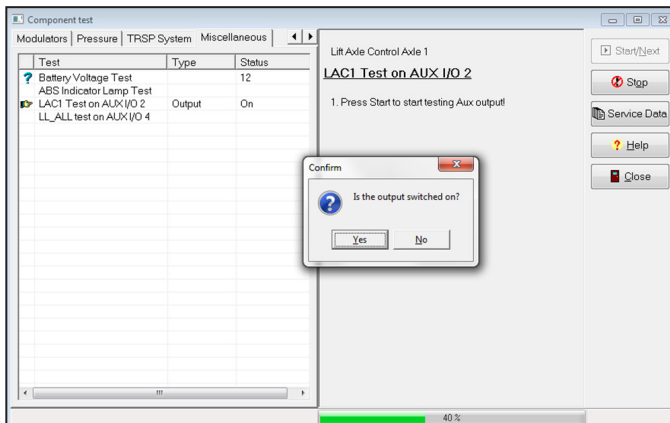 Component test
Modulators Pressure TRSP System Miscellaneous
Test Type Status
Battery Voltage Test 12
ABS Indicator Lamp Test
LAC1 Test on AUX I/O 2 Output On
LL_ALL test on AUX I/O 4
Lift Axle Control Axle 1
LAC1 Test on AUX I/O 2
1. Press Start to start testing Aux output!
Confirm
Is the output switched on?
Yes No
Start/Next
Stop
Service Data
Help
Close
40 %